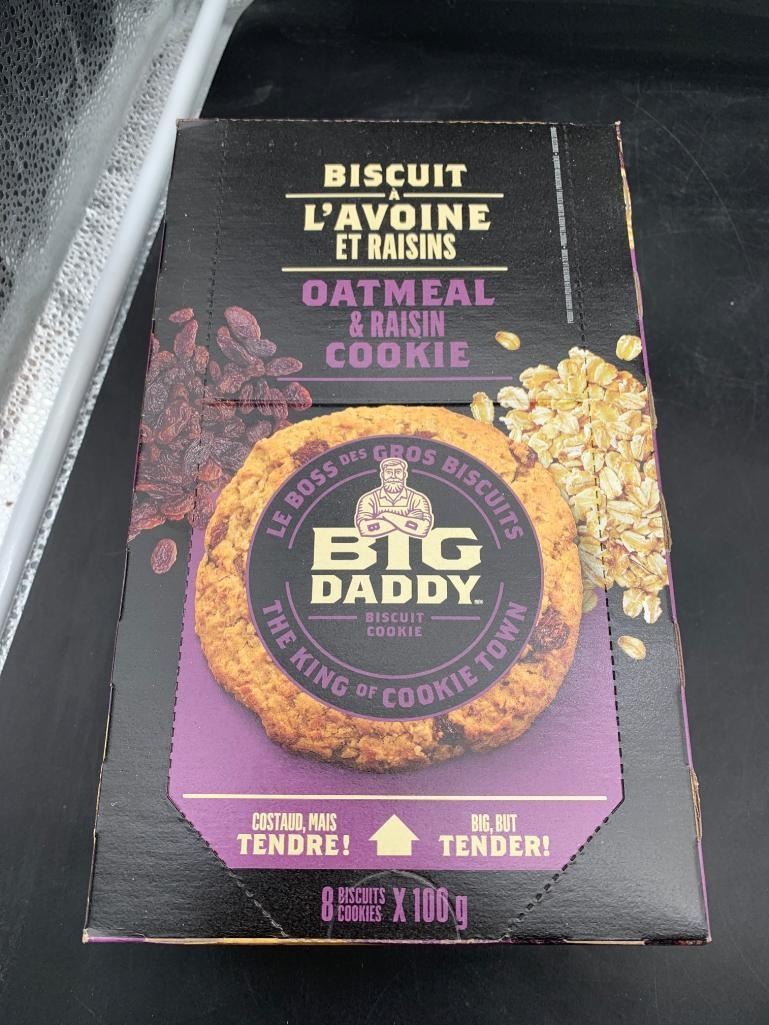 BISCUIT
À
L'AVOINE
ET RAISINS
OATMEAL
& RAISIN
COOKIE
LE BOSS DES GROS BISCUITS
BIG
DADDY
BISCUIT
COOKIE
THE KING OF COOKIE TOWN
COSTAUD, MAIS
TENDRE!
BIG, BUT
TENDER!
8 BISCUITS
COOKIES X 100 g